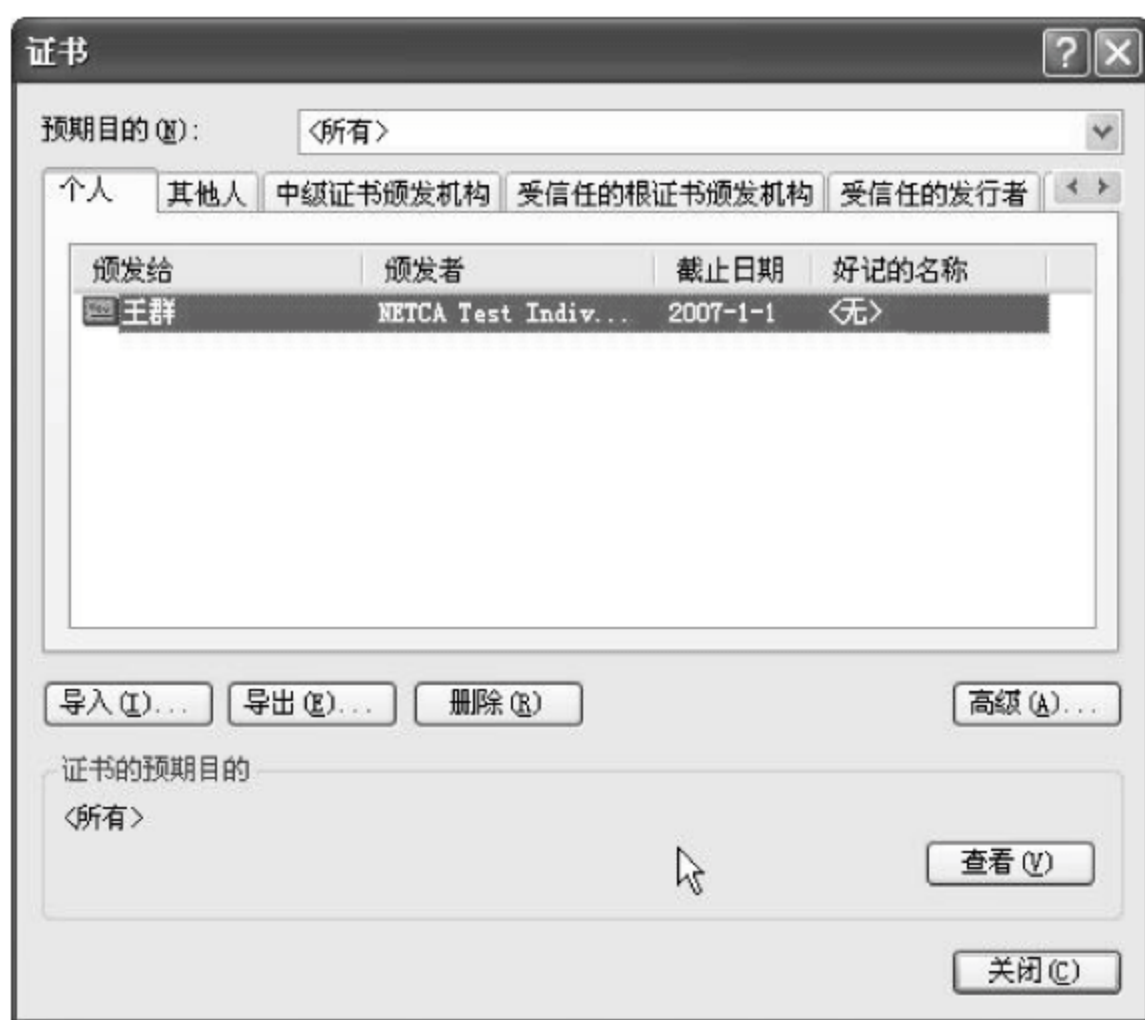 证书
预期目的(N)： <所有>
个人 其他人 中级证书颁发机构 受信任的根证书颁发机构 受信任的发行者
颁发给 颁发者 截止日期 好记的名称
王群 NETCA Test Indiv... 2007-1-1 <无>
导入(I)... 导出(E)... 删除(R) 高级(A)...
证书的预期目的
<所有>
查看(V)
关闭(C)